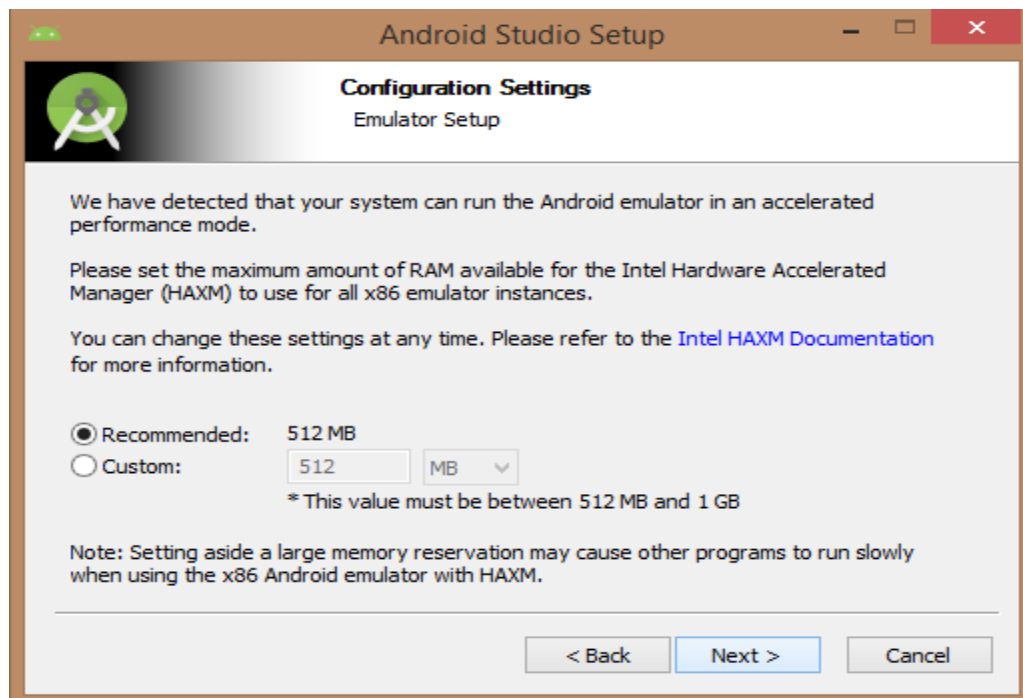 Android Studio Setup
Configuration Settings
Emulator Setup
We have detected that your system can run the Android emulator in an accelerated
performance mode.
Please set the maximum amount of RAM available for the Intel Hardware Accelerated
Manager (HAXM) to use for all x86 emulator instances.
You can change these settings at any time. Please refer to the Intel HAXM Documentation
for more information.
Recommended: 512 MB
Custom: 512 MB
* This value must be between 512 MB and 1 GB
Note: Setting aside a large memory reservation may cause other programs to run slowly
when using the x86 Android emulator with HAXM.
< Back Next > Cancel